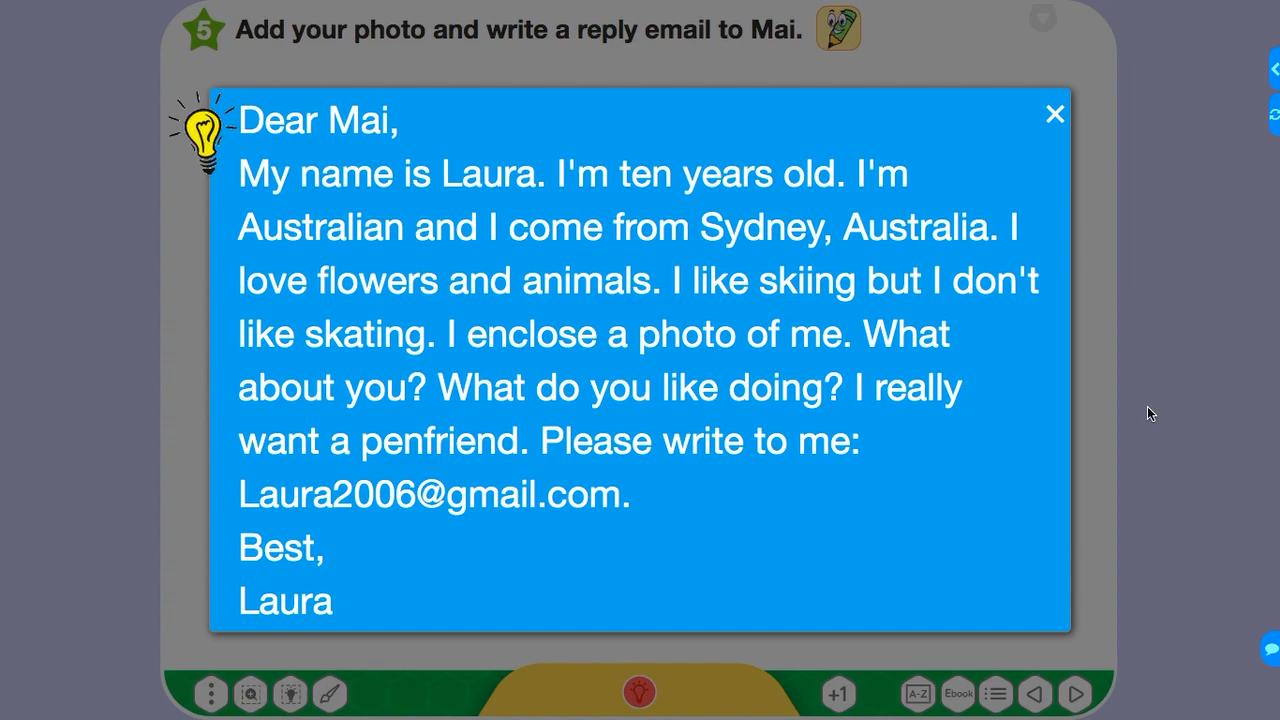 5 Add your photo and write a reply email to Mai.
Dear Mai,
My name is Laura. I'm ten years old. I'm
Australian and I come from Sydney, Australia. I
love flowers and animals. I like skiing but I don't
like skating. I enclose a photo of me. What
about you? What do you like doing? I really
want a penfriend. Please write to me:
Laura2006@gmail.com.
Best,
Laura
+1 A-Z Ebook